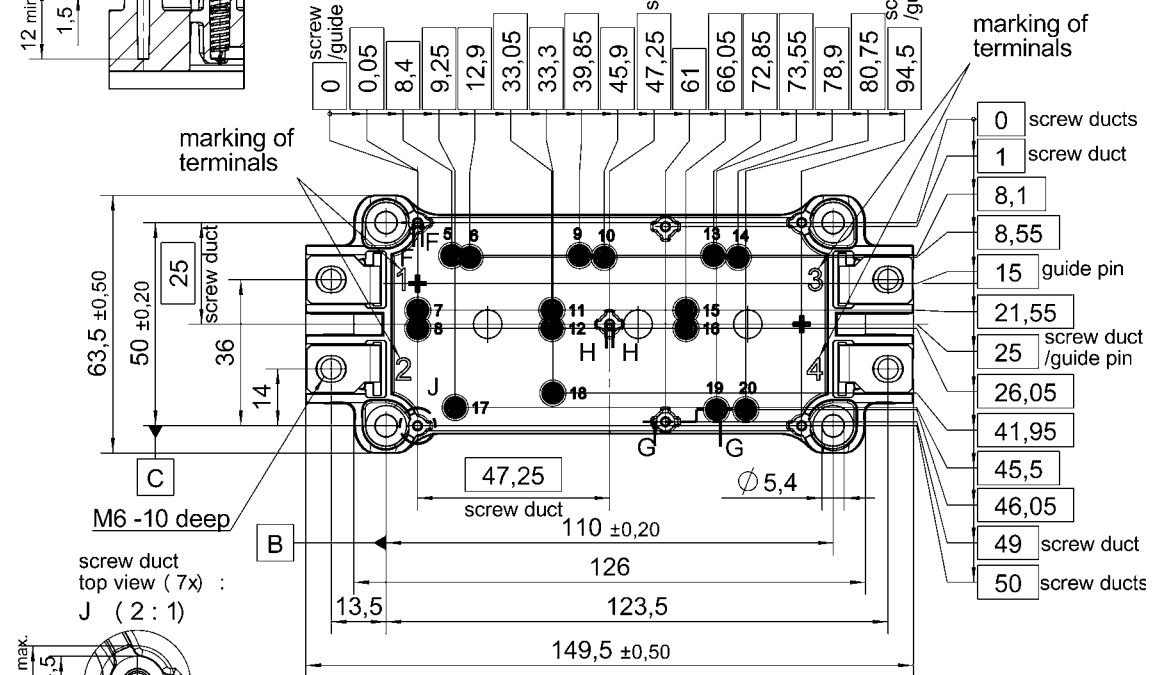 12 min
1,5
screw
/guide
0
0,05
8,4
9,25
12,9
33,05
33,3
39,85
45,9
47,25
61
66,05
72,85
73,55
78,9
80,75
94,5
marking of
terminals
marking of
terminals
0 screw ducts
1 screw duct
8,1
8,55
15 guide pin
21,55
25 screw duct
/guide pin
26,05
41,95
45,5
46,05
49 screw duct
50 screw ducts
63,5 ±0,50
50 ±0,20
25
screw duct
36
14
F F
1
2
3
4
5 6
9 10
13 14
7
8
11
12
15
16
H H
J
17
18
19 20
G G
C
M6 -10 deep
47,25
screw duct
∅ 5,4
B
110 ±0,20
126
13,5
123,5
149,5 ±0,50
screw duct
top view ( 7x) :
J ( 2 : 1)
max.